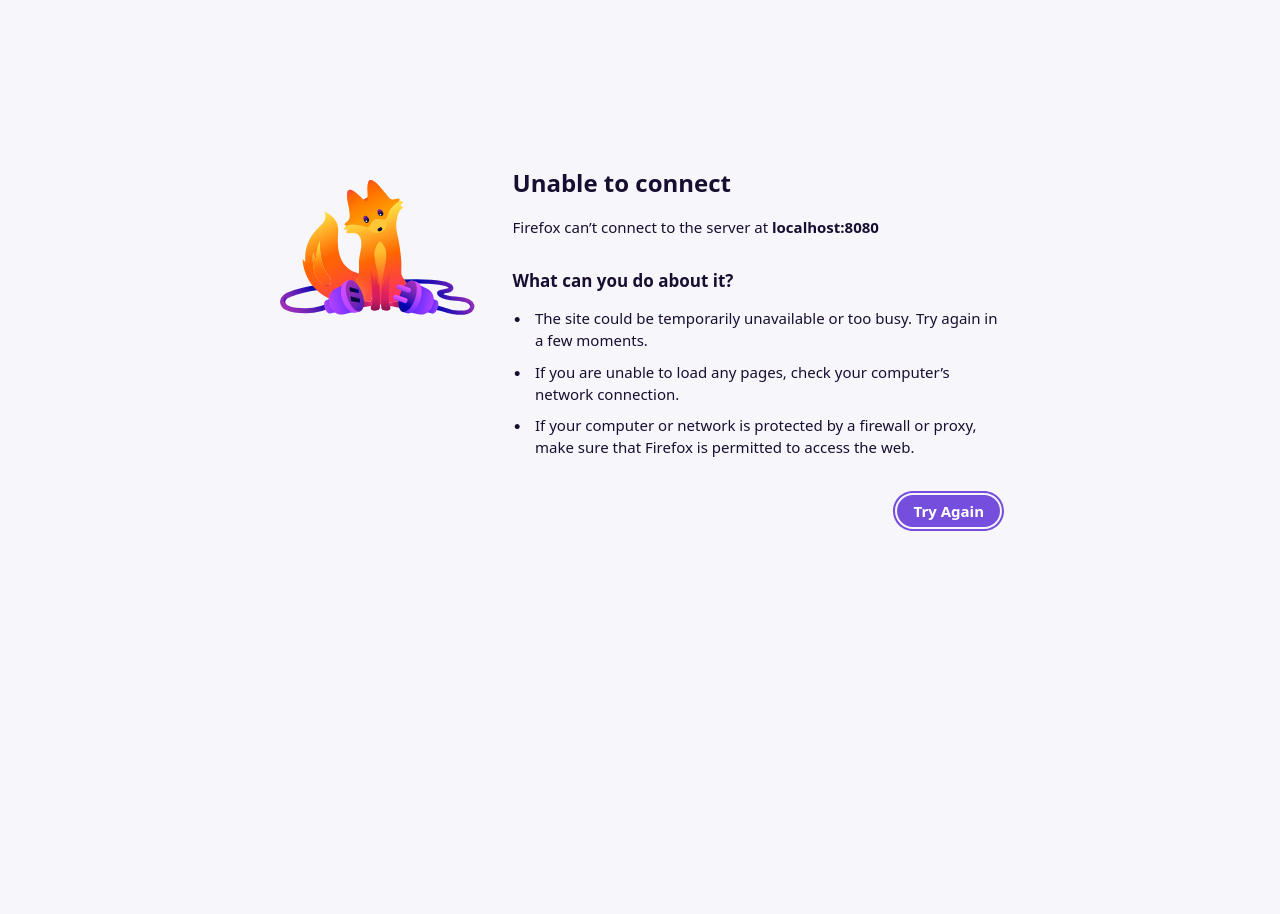 Unable to connect
Firefox can’t connect to the server at localhost:8080
What can you do about it?
• The site could be temporarily unavailable or too busy. Try again in
a few moments.
• If you are unable to load any pages, check your computer’s
network connection.
• If your computer or network is protected by a firewall or proxy,
make sure that Firefox is permitted to access the web.
Try Again